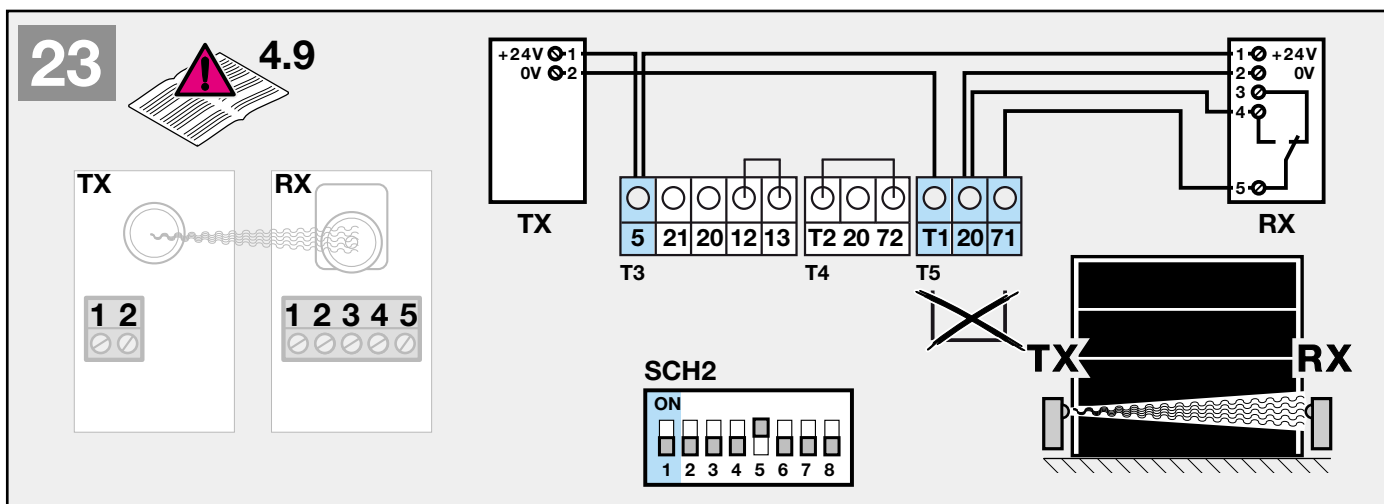 23
4.9
TX
RX
1 2
1 2 3 4 5
+24V 1
0V 2
TX
1 +24V
2 0V
3
4
5
RX
5 21 20 12 13
T3
T2 20 72
T4
T1 20 71
T5
SCH2
ON
1 2 3 4 5 6 7 8
TX RX